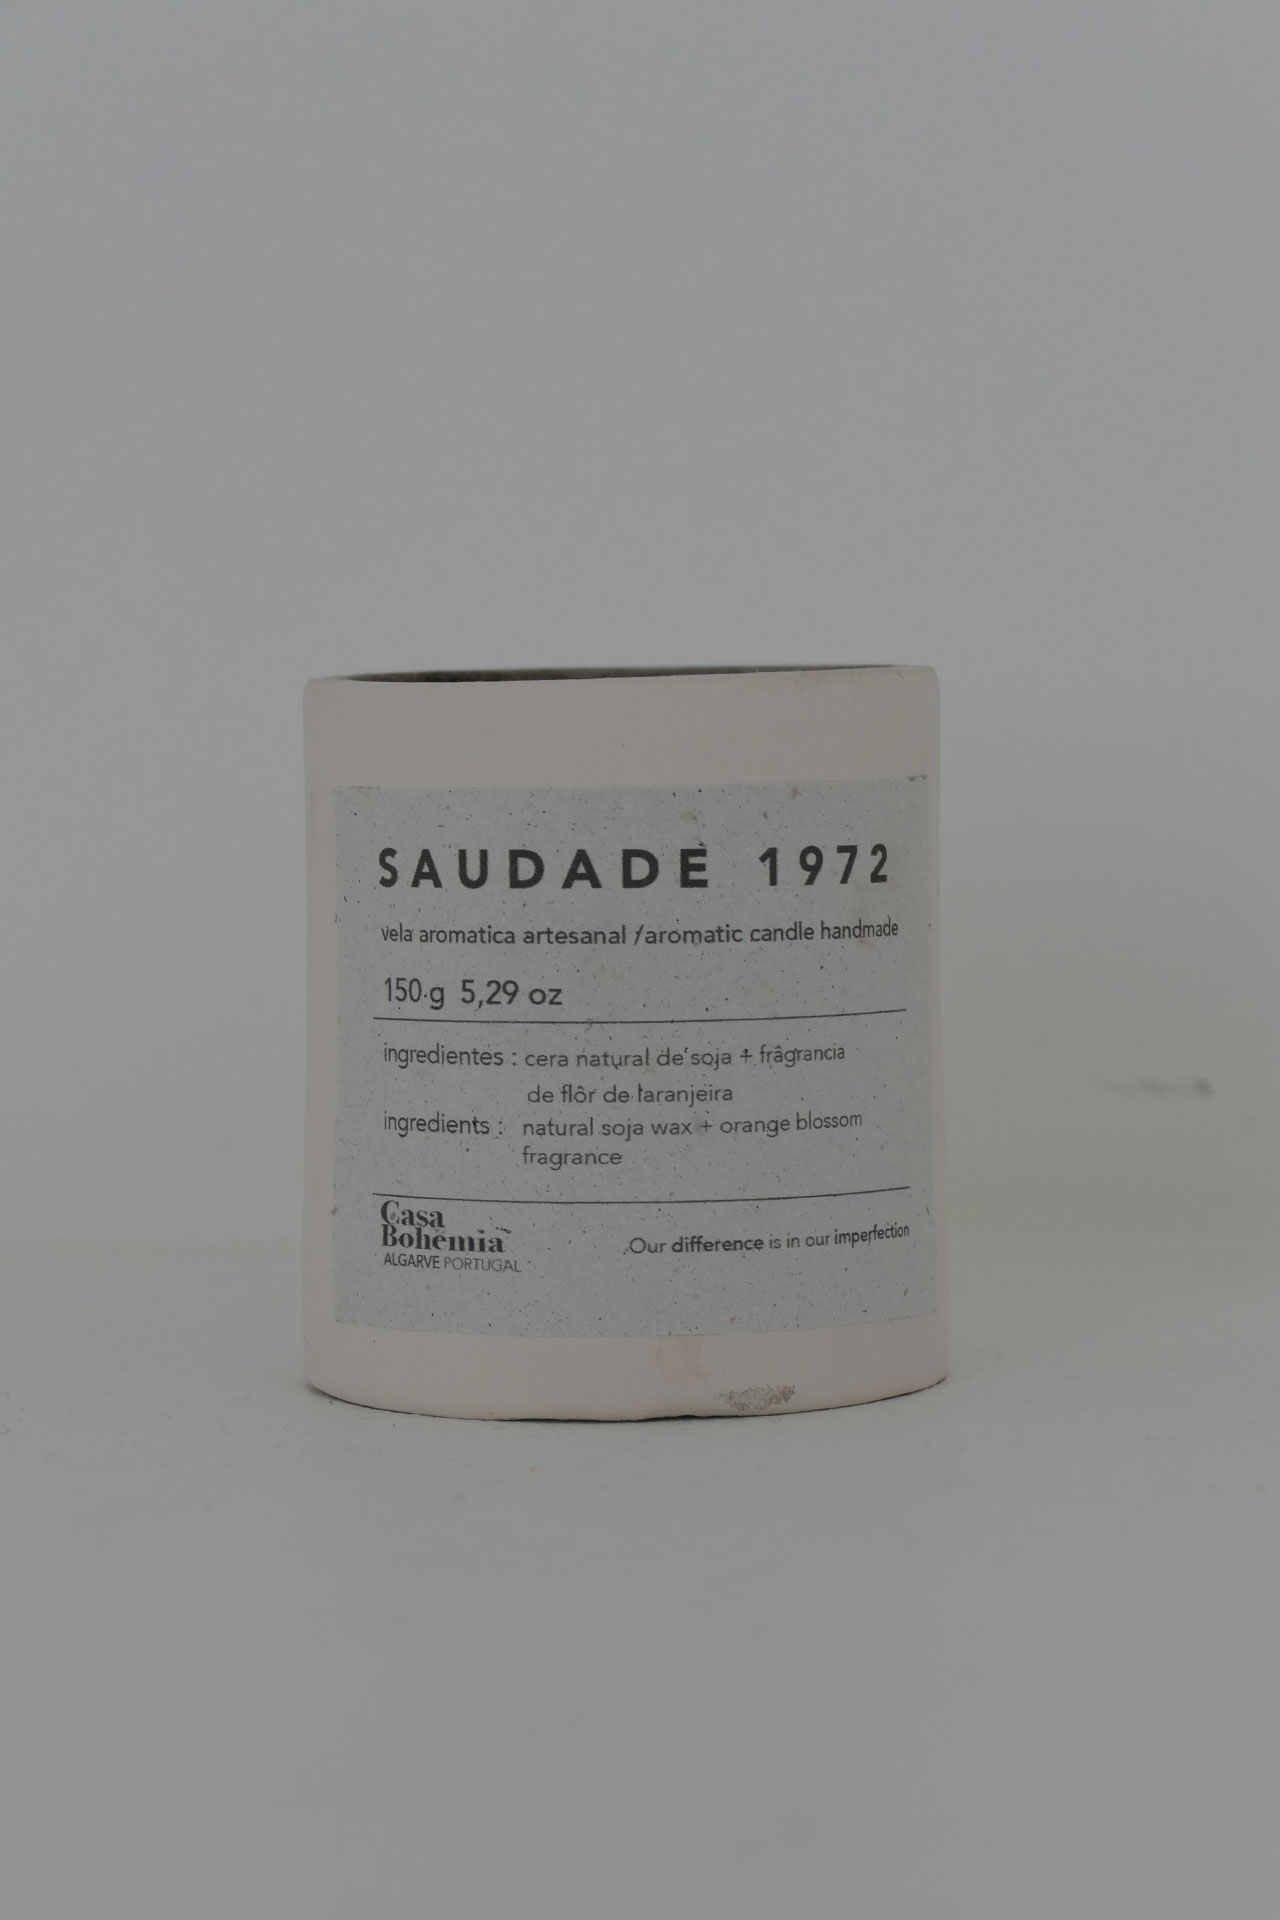 SAUDADE 1972
vela aromatica artesanal /aromatic candle handmade
150 g 5,29 oz
ingredientes : cera natural de soja + frâgrancia
de flôr de laranjeira
ingredients : natural soja wax + orange blossom
fragrance
Casa
Bohemia
ALGARVE PORTUGAL
Our difference is in our imperfection